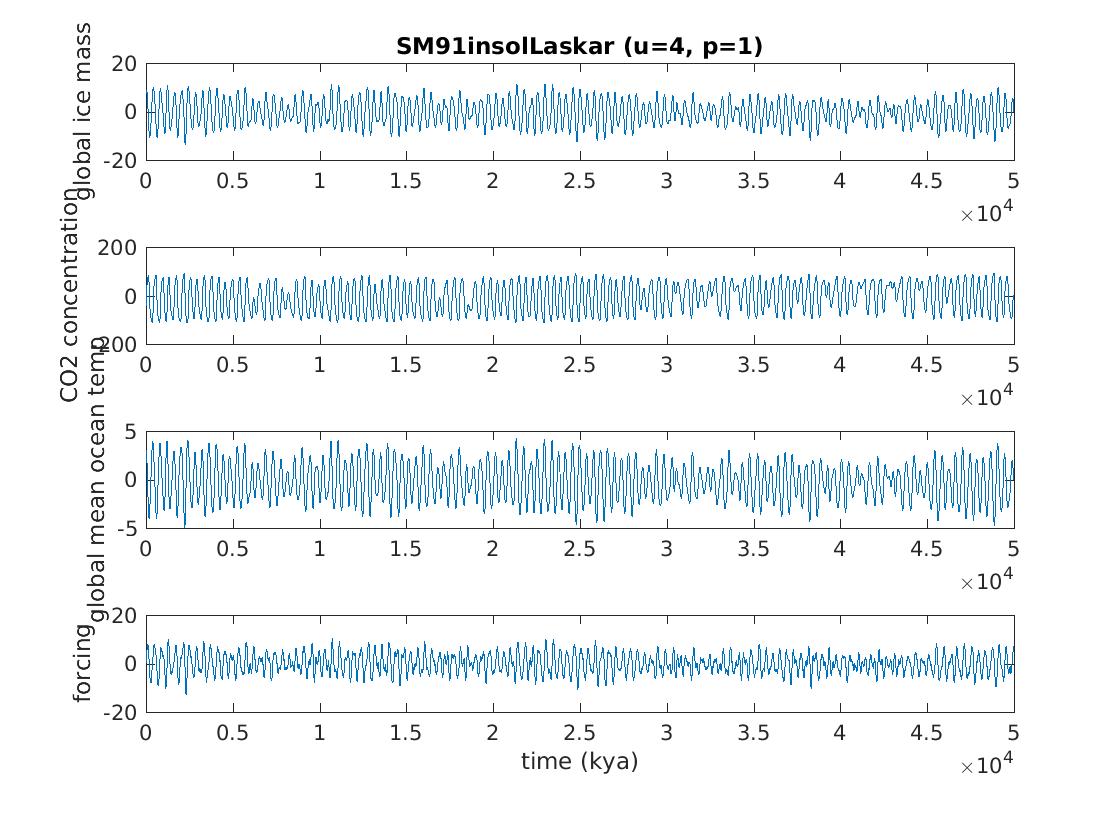 SM91insolLaskar (u=4, p=1)
global ice mass
20
0
-20
0 0.5 1 1.5 2 2.5 3 3.5 4 4.5 5
×10^4
CO2 concentration
200
0
-200
0 0.5 1 1.5 2 2.5 3 3.5 4 4.5 5
×10^4
global mean ocean temp
5
0
-5
0 0.5 1 1.5 2 2.5 3 3.5 4 4.5 5
×10^4
forcing
20
0
-20
0 0.5 1 1.5 2 2.5 3 3.5 4 4.5 5
time (kya)
×10^4